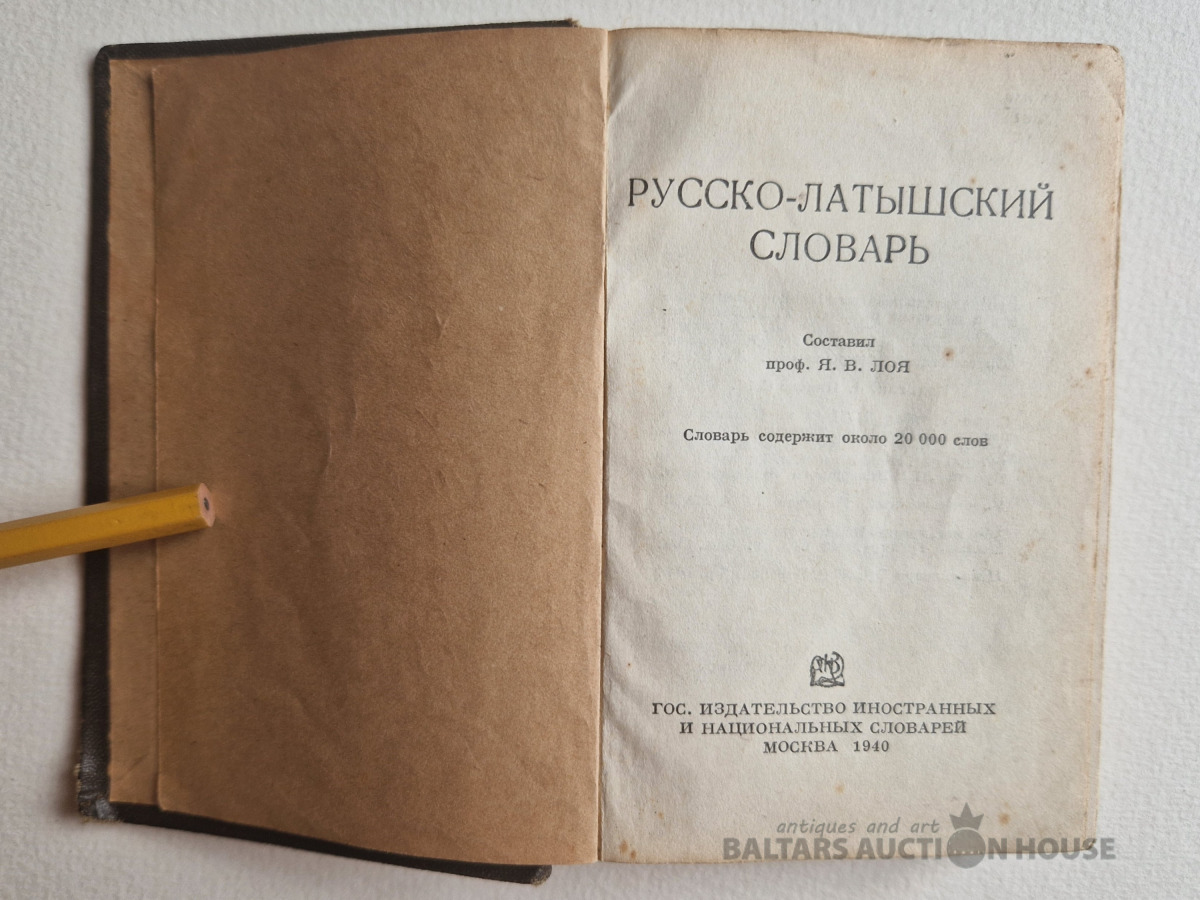 РУССКО-ЛАТЫШСКИЙ
СЛОВАРЬ
Составил
проф. Я. В. ЛОЯ
Словарь содержит около 20 000 слов
ГОС. ИЗДАТЕЛЬСТВО ИНОСТРАННЫХ
И НАЦИОНАЛЬНЫХ СЛОВАРЕЙ
МОСКВА 1940
antiques and art
BALTARS AUCTION HOUSE